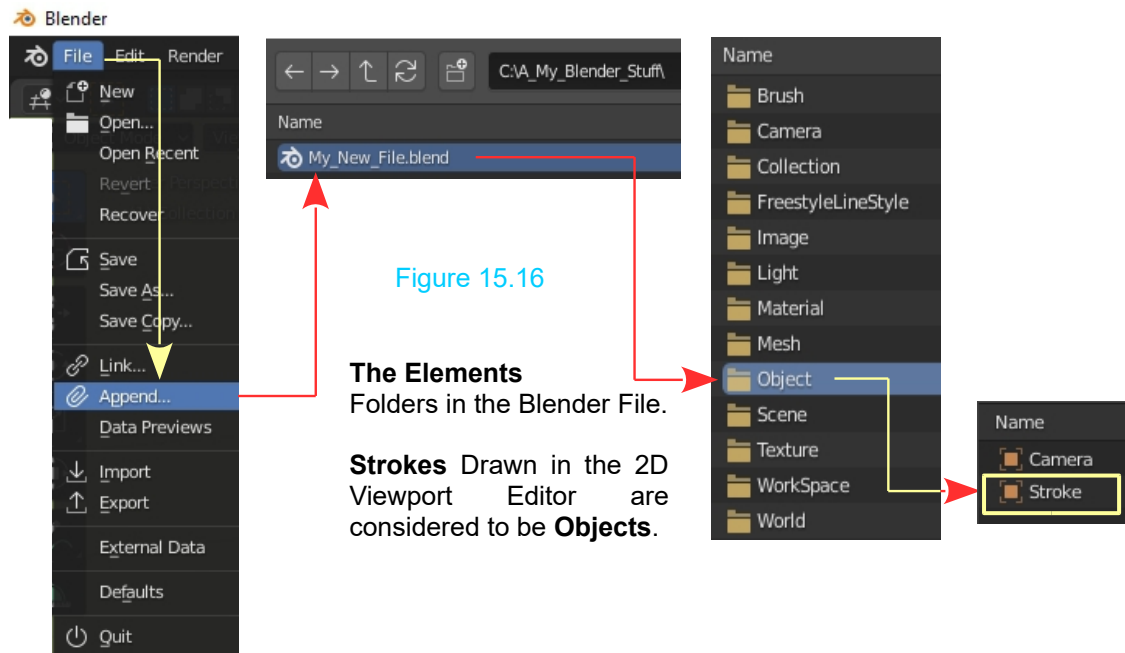 Blender
File Edit Render
New
Open...
Open Recent
Revert
Recover
Save
Save As...
Save Copy...
Link...
Append...
Data Previews
Import
Export
External Data
Defaults
Quit
C:\A_My_Blender_Stuff\
Name
My_New_File.blend
Figure 15.16
The Elements
Folders in the Blender File.
Strokes Drawn in the 2D
Viewport Editor are
considered to be Objects.
Name
Brush
Camera
Collection
FreestyleLineStyle
Image
Light
Material
Mesh
Object
Scene
Texture
WorkSpace
World
Name
Camera
Stroke